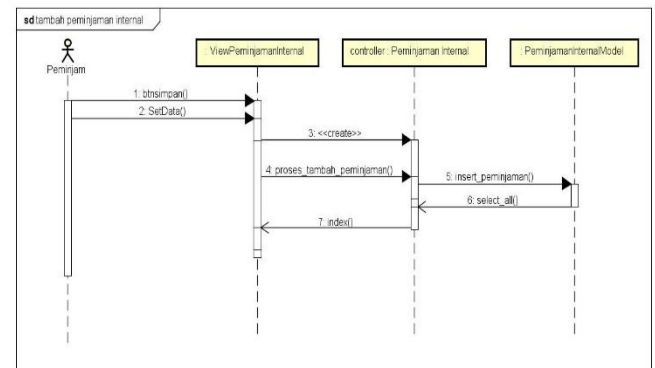 sd tambah peminjaman internal
Peminjam
: ViewPeminjamanInternal
controller : Peminjaman Internal
: PeminjamanInternalModel
1: btnsimpan()
2: SetData()
3: <<create>>
4: proses_tambah_peminjaman()
5: insert_peminjaman()
6: select_all()
7: index()